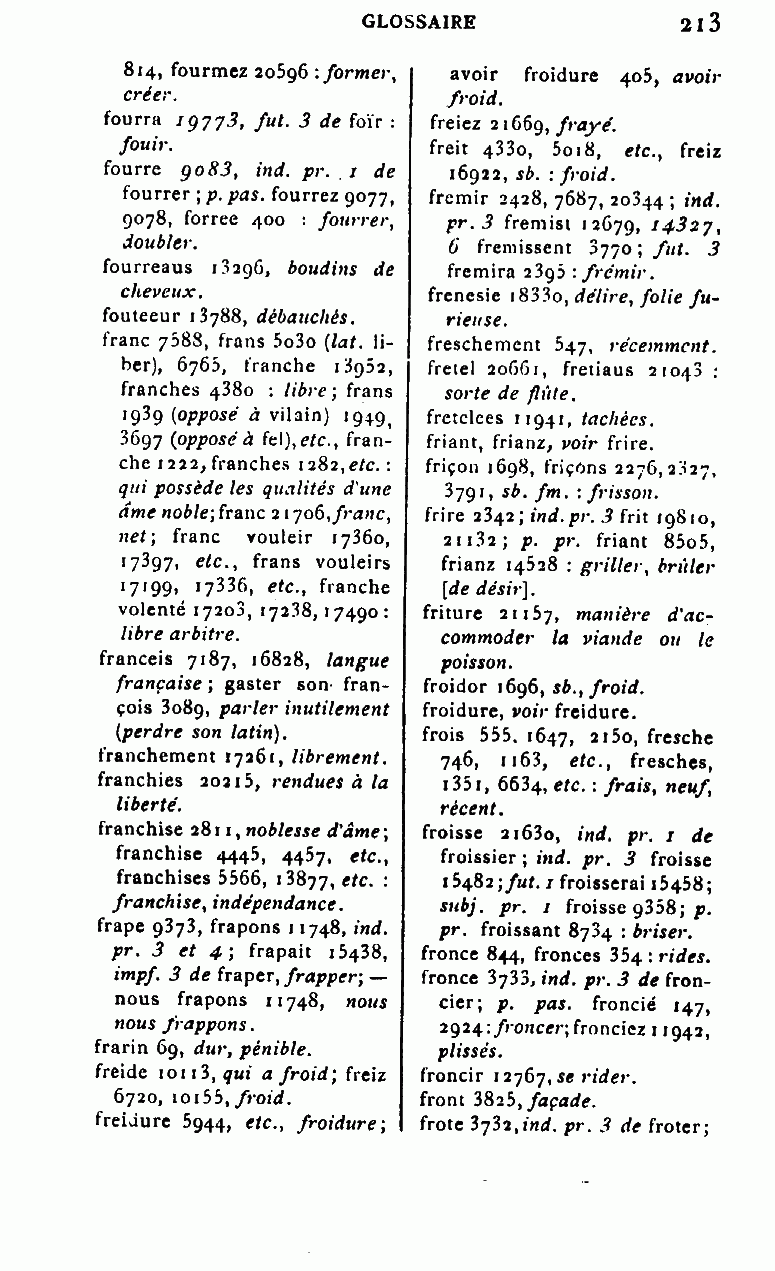 GLOSSAIRE 213
814, fourmez 20596 : former,
créer.
fourra 19773, fut. 3 de foïr :
fouir.
fourre 9083, ind. pr. 1 de
fourrer ; p. pas. fourrez 9077,
9078, forree 400 : fourrer,
doubler.
fourreaus 13296, boudins de
cheveux.
fouteeur 13788, débauchés.
franc 7588, frans 5030 (lat. li-
ber), 6765, franche 13952,
franches 4380 : libre ; frans
1939 (opposé à vilain) 1949,
3697 (opposé à fel), etc., fran-
che 1222, franches 1282, etc. :
qui possède les qualités d'une
âme noble; franc 21706, franc,
net ; franc vouleir 17360,
17397, etc., frans vouleirs
17199, 17336, etc., franche
volenté 17203, 17238, 17490 :
libre arbitre.
franceis 7187, 16828, langue
française ; gaster son fran-
çois 3089, parler inutilement
(perdre son latin).
franchement 17261, librement.
franchies 20215, rendues à la
liberté.
franchise 2811, noblesse d'âme ;
franchise 4445, 4457, etc.,
franchises 5566, 13877, etc. :
franchise, indépendance.
frape 9373, frapons 11748, ind.
pr. 3 et 4 ; frapait 15438,
impf. 3 de fraper, frapper ; —
nous frapons 11748, nous
nous frappons.
frarin 69, dur, pénible.
freide 10113, qui a froid ; freiz
6720, 10155, froid.
freidure 5944, etc., froidure ;
avoir froidure 405, avoir
froid.
freiez 21669, frayé.
freit 4330, 5018, etc., freiz
16922, sb. : froid.
fremir 2428, 7687, 20344 ; ind.
pr. 3 fremist 12679, 14327,
6 fremissent 3770 ; fut. 3
fremira 2395 : frémir.
frenesie 18330, délire, folie fu-
rieuse.
freschement 547, récemment.
fretel 20661, fretiaus 21043 :
sorte de flûte.
fretelees 11941, tachées.
friant, frianz, voir frire.
friçon 1698, friçons 2276, 2327,
3791, sb. fm. : frisson.
frire 2342 ; ind. pr. 3 frit 19810,
21132 ; p. pr. friant 8505,
frianz 14528 : griller, brûler
[de désir].
friture 21157, manière d'ac-
commoder la viande ou le
poisson.
froidor 1696, sb., froid.
froidure, voir freidure.
frois 555. 1647, 2150, fresche
746, 1163, etc., fresches,
1351, 6634, etc. : frais, neuf,
récent.
froisse 21630, ind. pr. 1 de
froissier ; ind. pr. 3 froisse
15482 ; fut. 1 froisserai 15458 ;
subj. pr. 1 froisse 9358 ; p.
pr. froissant 8734 : briser.
fronce 844, fronces 354 : rides.
fronce 3733, ind. pr. 3 de fron-
cier ; p. pas. froncié 147,
2924 : froncer; fronciez 11942,
plissés.
froncir 12767, se rider.
front 3825, façade.
frote 3732, ind. pr. 3 de froter ;